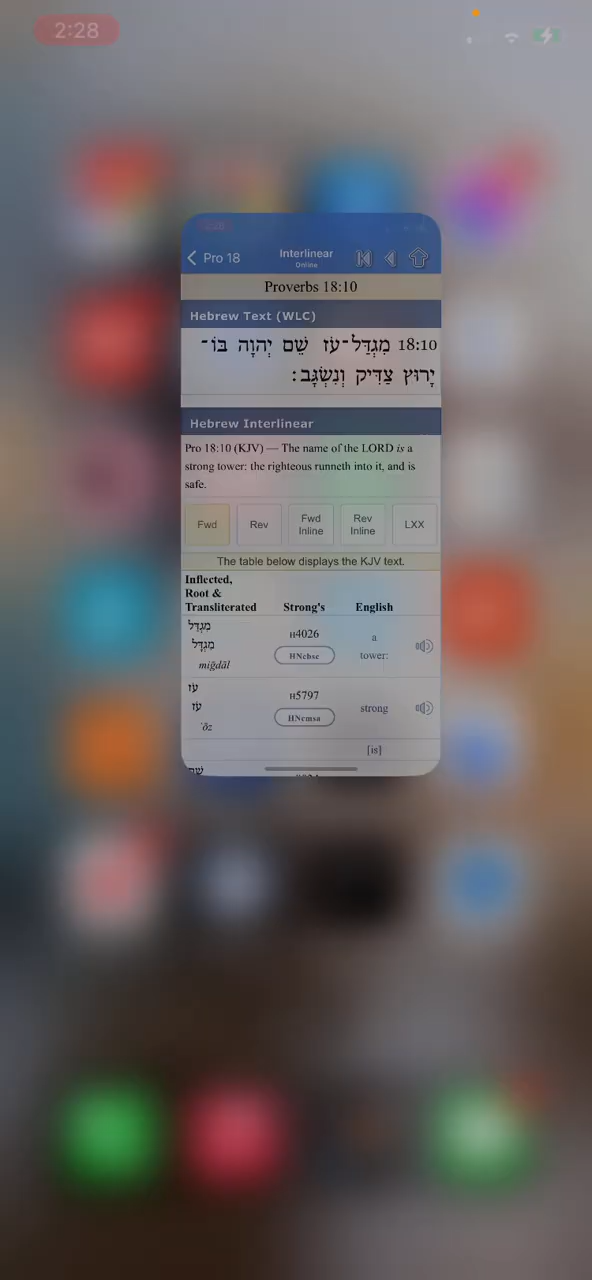 2:28
Pro 18
Interlinear
Online
Proverbs 18:10
Hebrew Text (WLC)
18:10 מִגְדַּל־עֹז שֵׁם יְהוָה בּוֹ־
יָרוּץ צַדִּיק וְנִשְׂגָּב׃
Hebrew Interlinear
Pro 18:10 (KJV) — The name of the LORD is a
strong tower: the righteous runneth into it, and is
safe.
Fwd
Rev
Fwd
Inline
Rev
Inline
LXX
The table below displays the KJV text.
Inflected,
Root &
Transliterated
Strong's
English
מִגְדַּל
מִגְדָּל
miḡdāl
H4026
HNcbsc
a
tower:
עֹז
עֹז
ʿōz
H5797
HNcmsa
strong
[is]